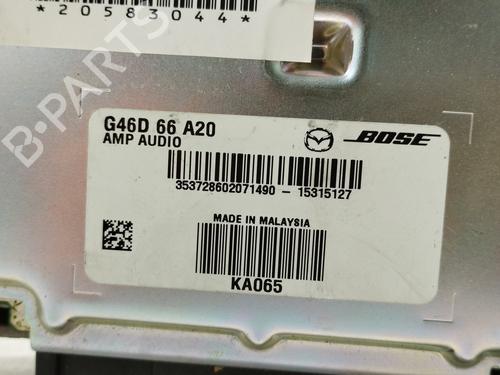 *20583044*
B-PARTS
G46D 66 A20
AMP AUDIO
BOSE
353728602071490 - 15315127
MADE IN MALAYSIA
KA065